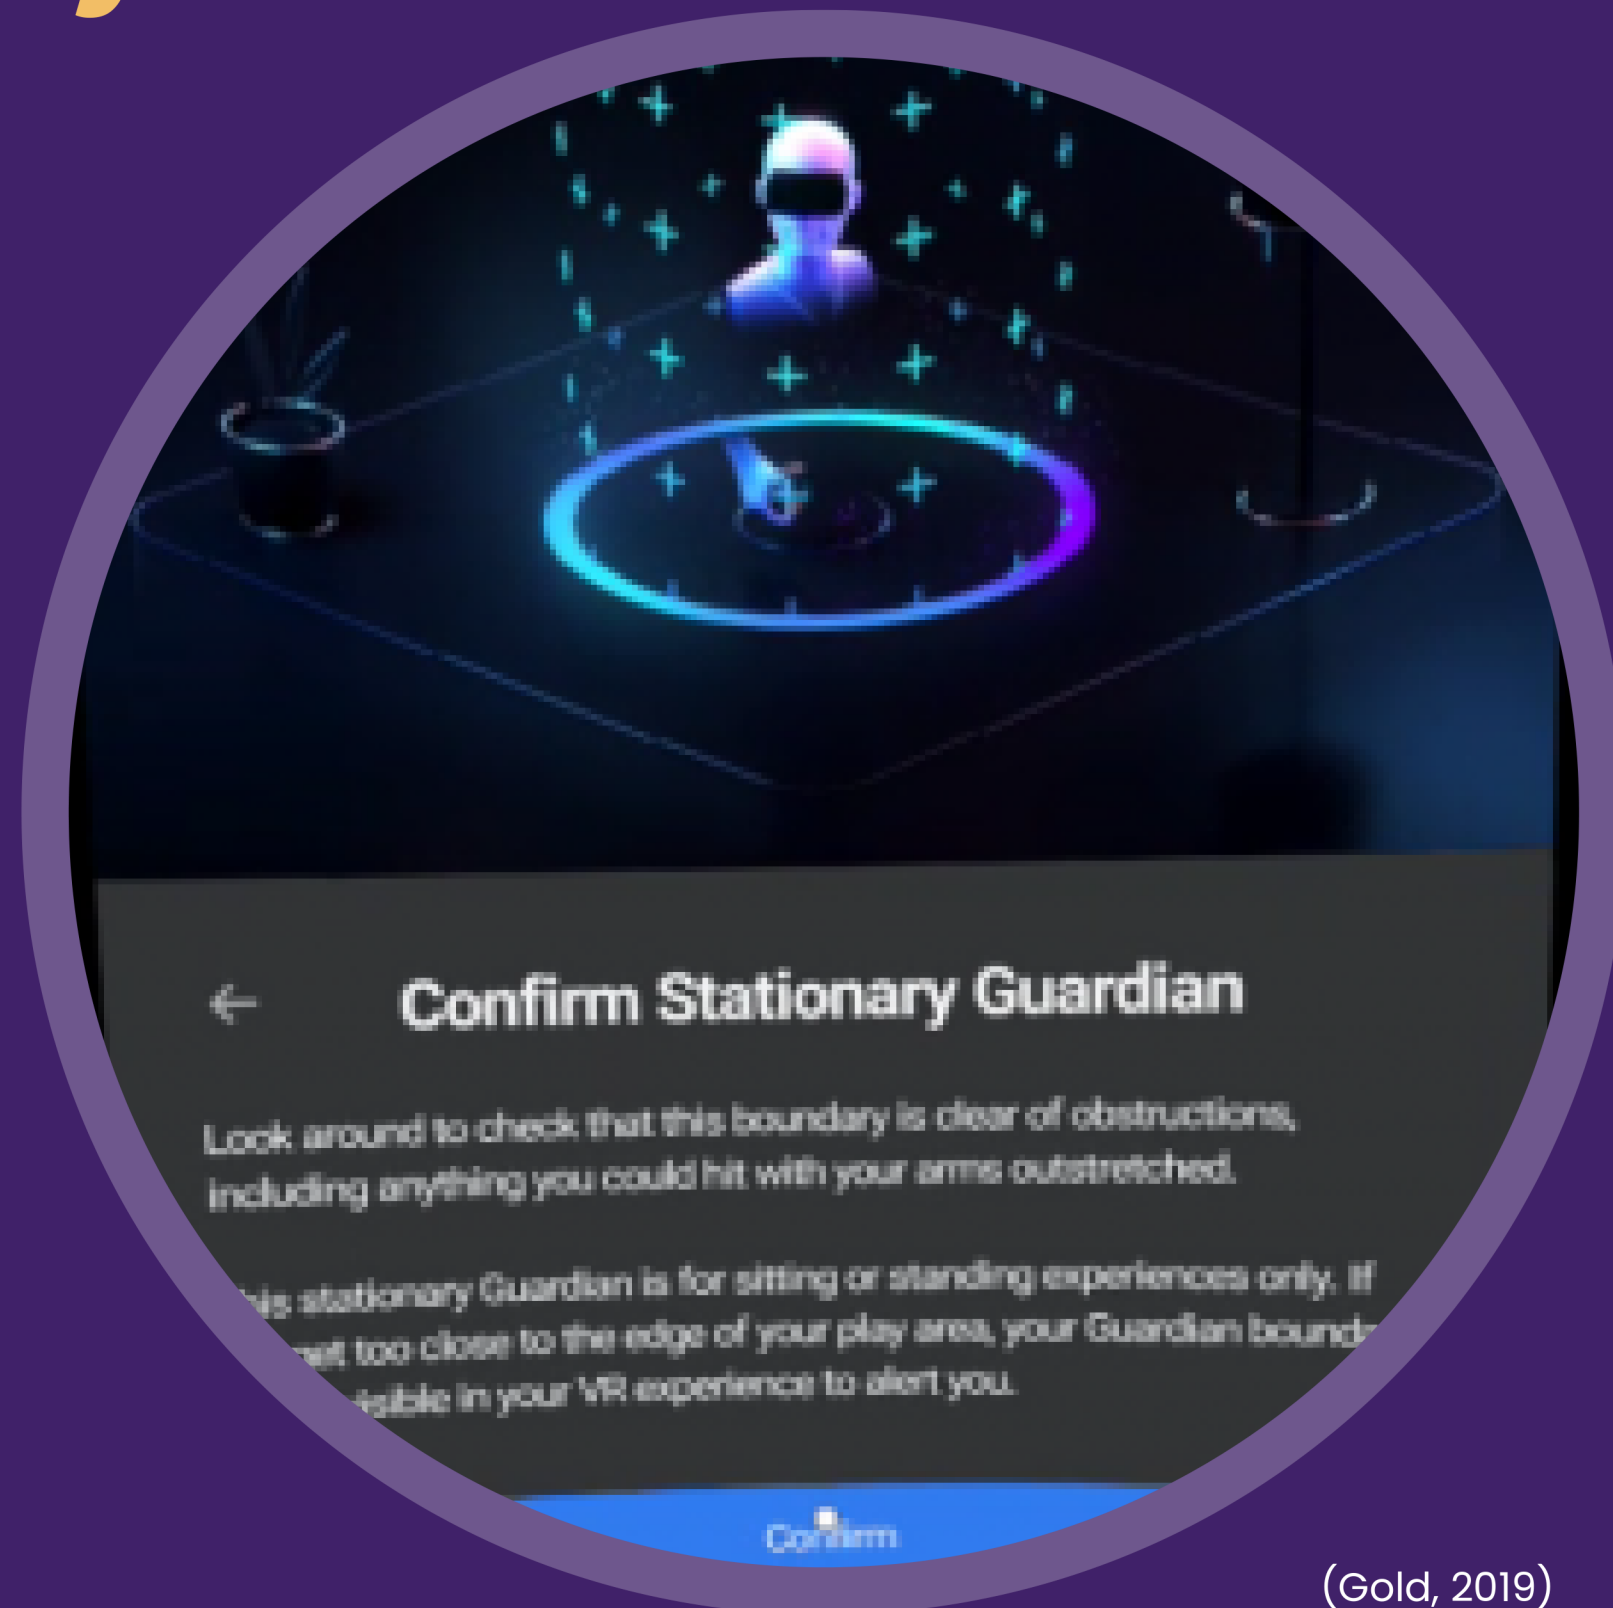 Confirm Stationary Guardian
Look around to check that this boundary is clear of obstructions,
including anything you could hit with your arms outstretched.
his stationary Guardian is for sitting or standing experiences only. If
too close to the edge of your play area, your Guardian
in your VR experience to alert you.
Confirm
(Gold, 2019)